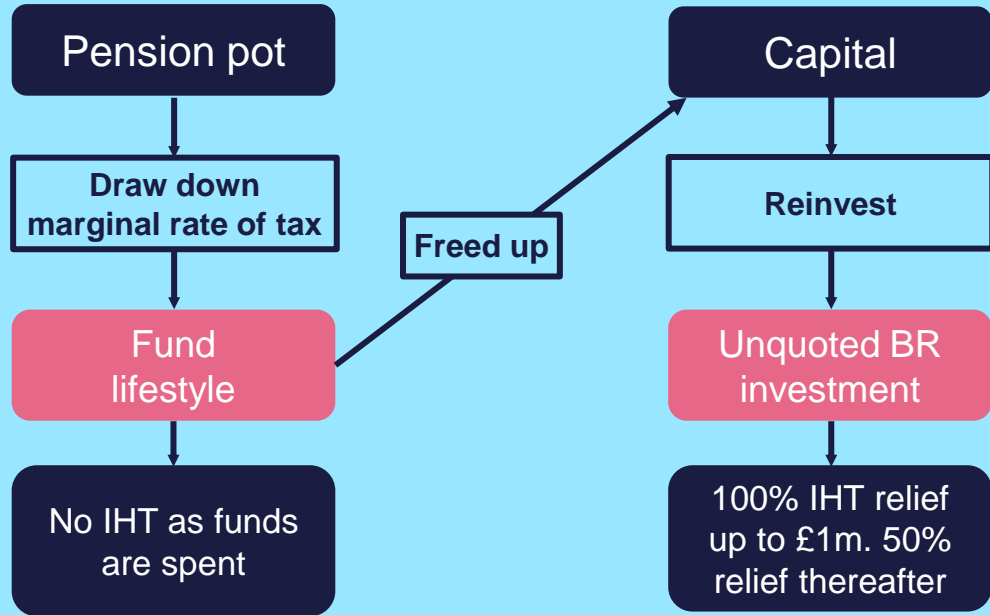 Pension pot
Draw down
marginal rate of tax
Fund
lifestyle
No IHT as funds
are spent
Freed up
Capital
Reinvest
Unquoted BR
investment
100% IHT relief
up to £1m. 50%
relief thereafter